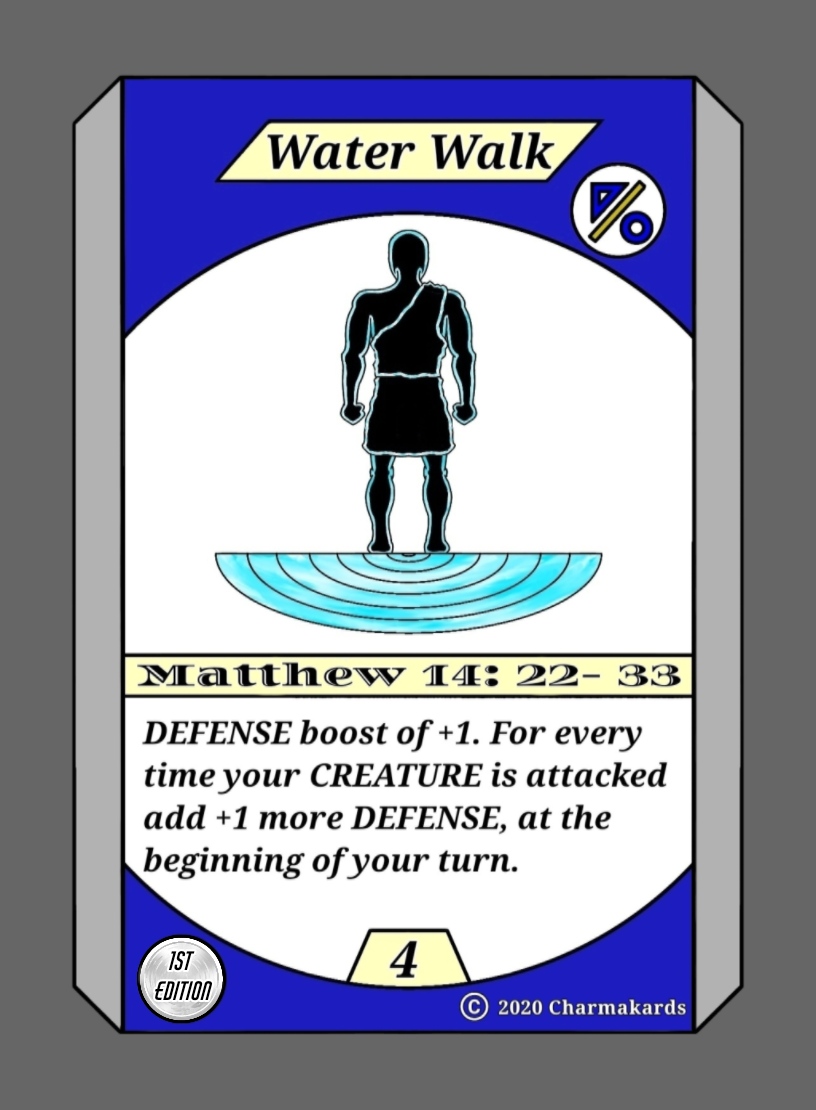 Water Walk
Matthew 14: 22- 33
DEFENSE boost of +1. For every
time your CREATURE is attacked
add +1 more DEFENSE, at the
beginning of your turn.
4
1ST
EDITION
© 2020 Charmakards